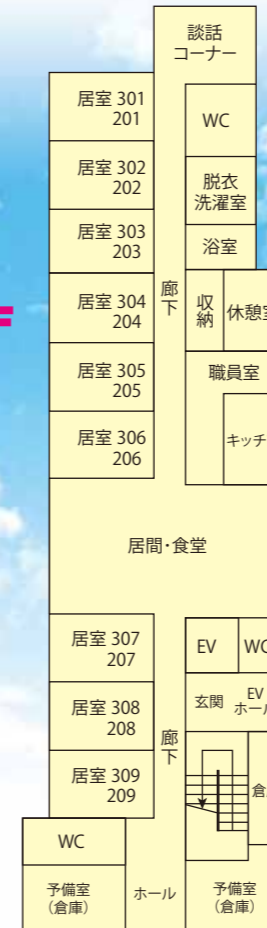 談話
コーナー
居室 301
201
WC
居室 302
202
脱衣
洗濯室
居室 303
203
浴室
居室 304
204
廊下
収納
休憩室
居室 305
205
職員室
居室 306
206
キッチ
居間・食堂
居室 307
207
EV
WC
居室 308
208
廊下
玄関
EV
ホール
居室 309
209
倉
WC
予備室
（倉庫）
ホール
予備室
（倉庫）